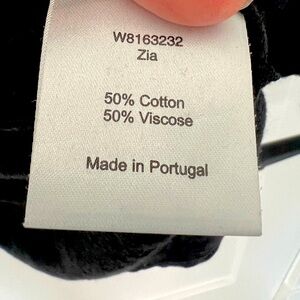 W8163232
Zia
50% Cotton
50% Viscose
Made in Portugal